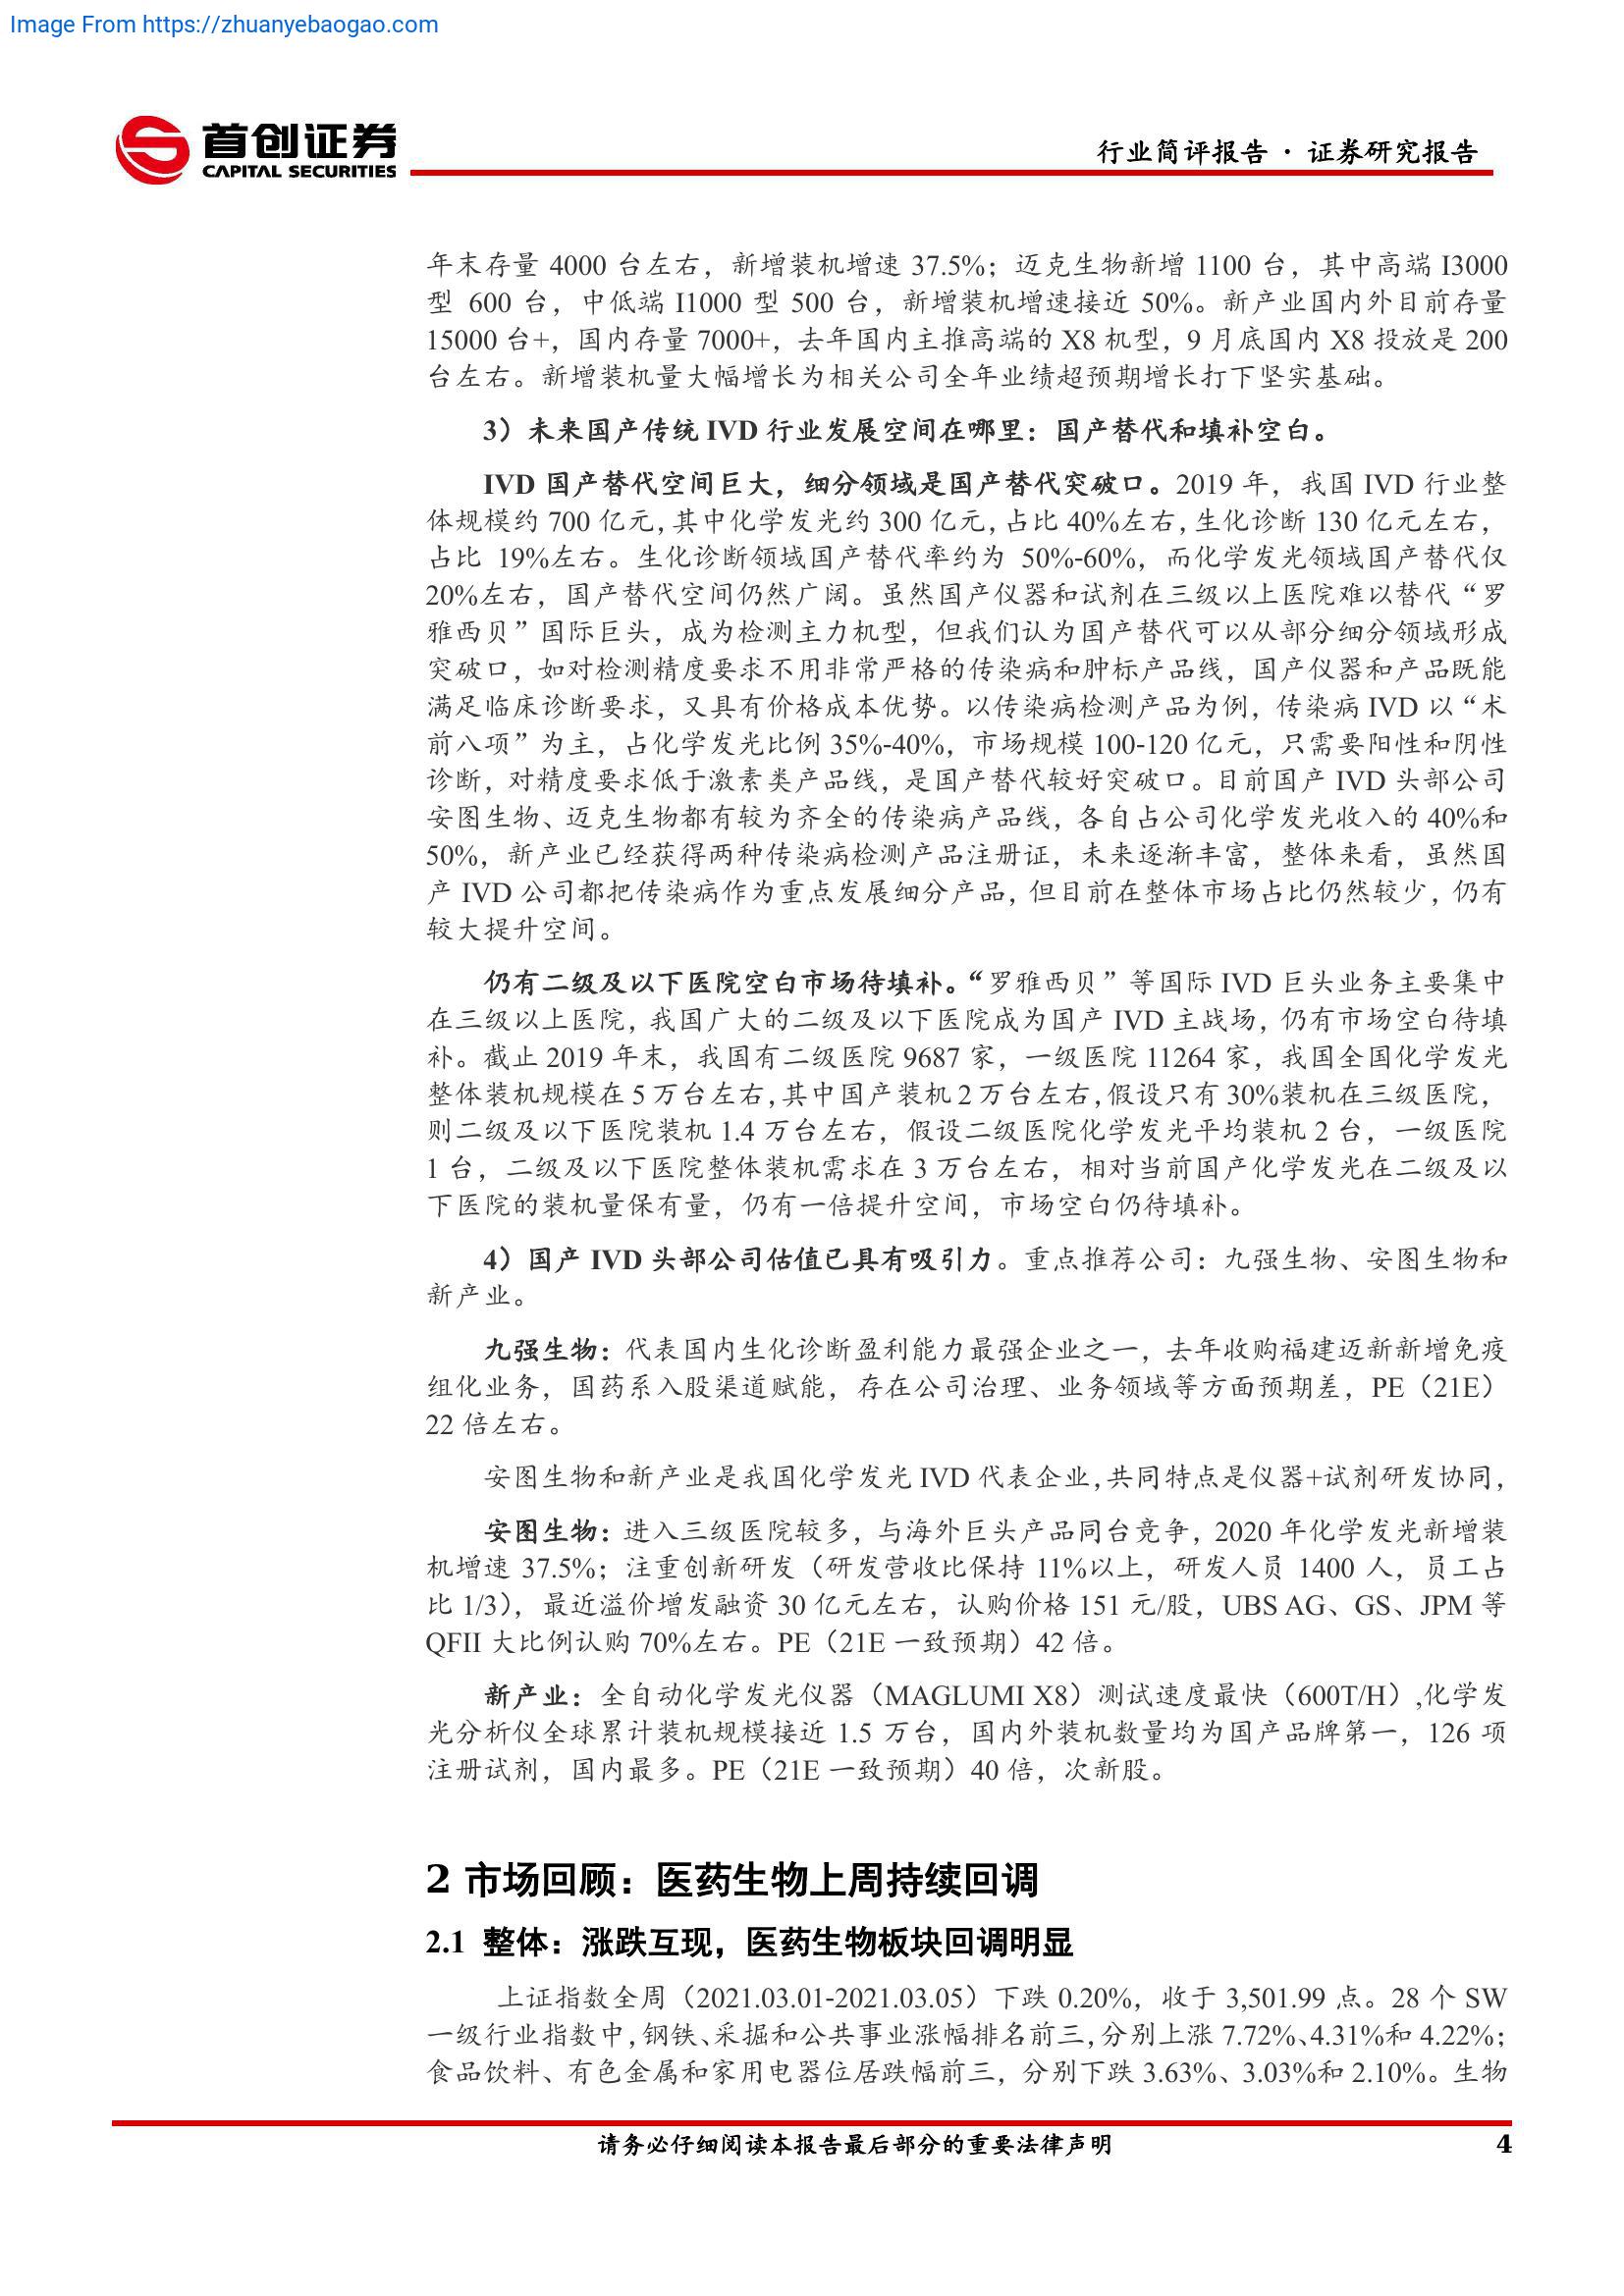 Image From https://zhuanyebaogao.com
首创证券
CAPITAL SECURITIES
行业简评报告 · 证券研究报告
年末存量 4000 台左右，新增装机增速 37.5%；迈克生物新增 1100 台，其中高端 I3000
型 600 台，中低端 I1000 型 500 台，新增装机增速接近 50%。新产业国内外目前存量
15000 台+，国内存量 7000+，去年国内主推高端的 X8 机型，9 月底国内 X8 投放是 200
台左右。新增装机量大幅增长为相关公司全年业绩超预期增长打下坚实基础。
3）未来国产传统 IVD 行业发展空间在哪里：国产替代和填补空白。
IVD 国产替代空间巨大，细分领域是国产替代突破口。2019 年，我国 IVD 行业整
体规模约 700 亿元，其中化学发光约 300 亿元，占比 40%左右，生化诊断 130 亿元左右，
占比 19%左右。生化诊断领域国产替代率约为 50%-60%，而化学发光领域国产替代仅
20%左右，国产替代空间仍然广阔。虽然国产仪器和试剂在三级以上医院难以替代“罗
雅西贝”国际巨头，成为检测主力机型，但我们认为国产替代可以从部分细分领域形成
突破口，如对检测精度要求不用非常严格的传染病和肿标产品线，国产仪器和产品既能
满足临床诊断要求，又具有价格成本优势。以传染病检测产品为例，传染病 IVD 以“术
前八项”为主，占化学发光比例 35%-40%，市场规模 100-120 亿元，只需要阳性和阴性
诊断，对精度要求低于激素类产品线，是国产替代较好突破口。目前国产 IVD 头部公司
安图生物、迈克生物都有较为齐全的传染病产品线，各自占公司化学发光收入的 40%和
50%，新产业已经获得两种传染病检测产品注册证，未来逐渐丰富，整体来看，虽然国
产 IVD 公司都把传染病作为重点发展细分产品，但目前在整体市场占比仍然较少，仍有
较大提升空间。
仍有二级及以下医院空白市场待填补。“罗雅西贝”等国际 IVD 巨头业务主要集中
在三级以上医院，我国广大的二级及以下医院成为国产 IVD 主战场，仍有市场空白待填
补。截止 2019 年末，我国有二级医院 9687 家，一级医院 11264 家，我国全国化学发光
整体装机规模在 5 万台左右，其中国产装机 2 万台左右，假设只有 30%装机在三级医院，
则二级及以下医院装机 1.4 万台左右，假设二级医院化学发光平均装机 2 台，一级医院
1 台，二级及以下医院整体装机需求在 3 万台左右，相对当前国产化学发光在二级及以
下医院的装机量保有量，仍有一倍提升空间，市场空白仍待填补。
4）国产 IVD 头部公司估值已具有吸引力。重点推荐公司：九强生物、安图生物和
新产业。
九强生物：代表国内生化诊断盈利能力最强企业之一，去年收购福建迈新新增免疫
组化业务，国药系入股渠道赋能，存在公司治理、业务领域等方面预期差，PE（21E）
22 倍左右。
安图生物和新产业是我国化学发光 IVD 代表企业，共同特点是仪器+试剂研发协同，
安图生物：进入三级医院较多，与海外巨头产品同台竞争，2020 年化学发光新增装
机增速 37.5%；注重创新研发（研发营收比保持 11%以上，研发人员 1400 人，员工占
比 1/3），最近溢价增发融资 30 亿元左右，认购价格 151 元/股，UBS AG、GS、JPM 等
QFII 大比例认购 70%左右。PE（21E 一致预期）42 倍。
新产业：全自动化学发光仪器（MAGLUMI X8）测试速度最快（600T/H）,化学发
光分析仪全球累计装机规模接近 1.5 万台，国内外装机数量均为国产品牌第一，126 项
注册试剂，国内最多。PE（21E 一致预期）40 倍，次新股。
2 市场回顾：医药生物上周持续回调
2.1 整体：涨跌互现，医药生物板块回调明显
上证指数全周（2021.03.01-2021.03.05）下跌 0.20%，收于 3,501.99 点。28 个 SW
一级行业指数中，钢铁、采掘和公共事业涨幅排名前三，分别上涨 7.72%、4.31%和 4.22%；
食品饮料、有色金属和家用电器位居跌幅前三，分别下跌 3.63%、3.03%和 2.10%。生物
请务必仔细阅读本报告最后部分的重要法律声明
4